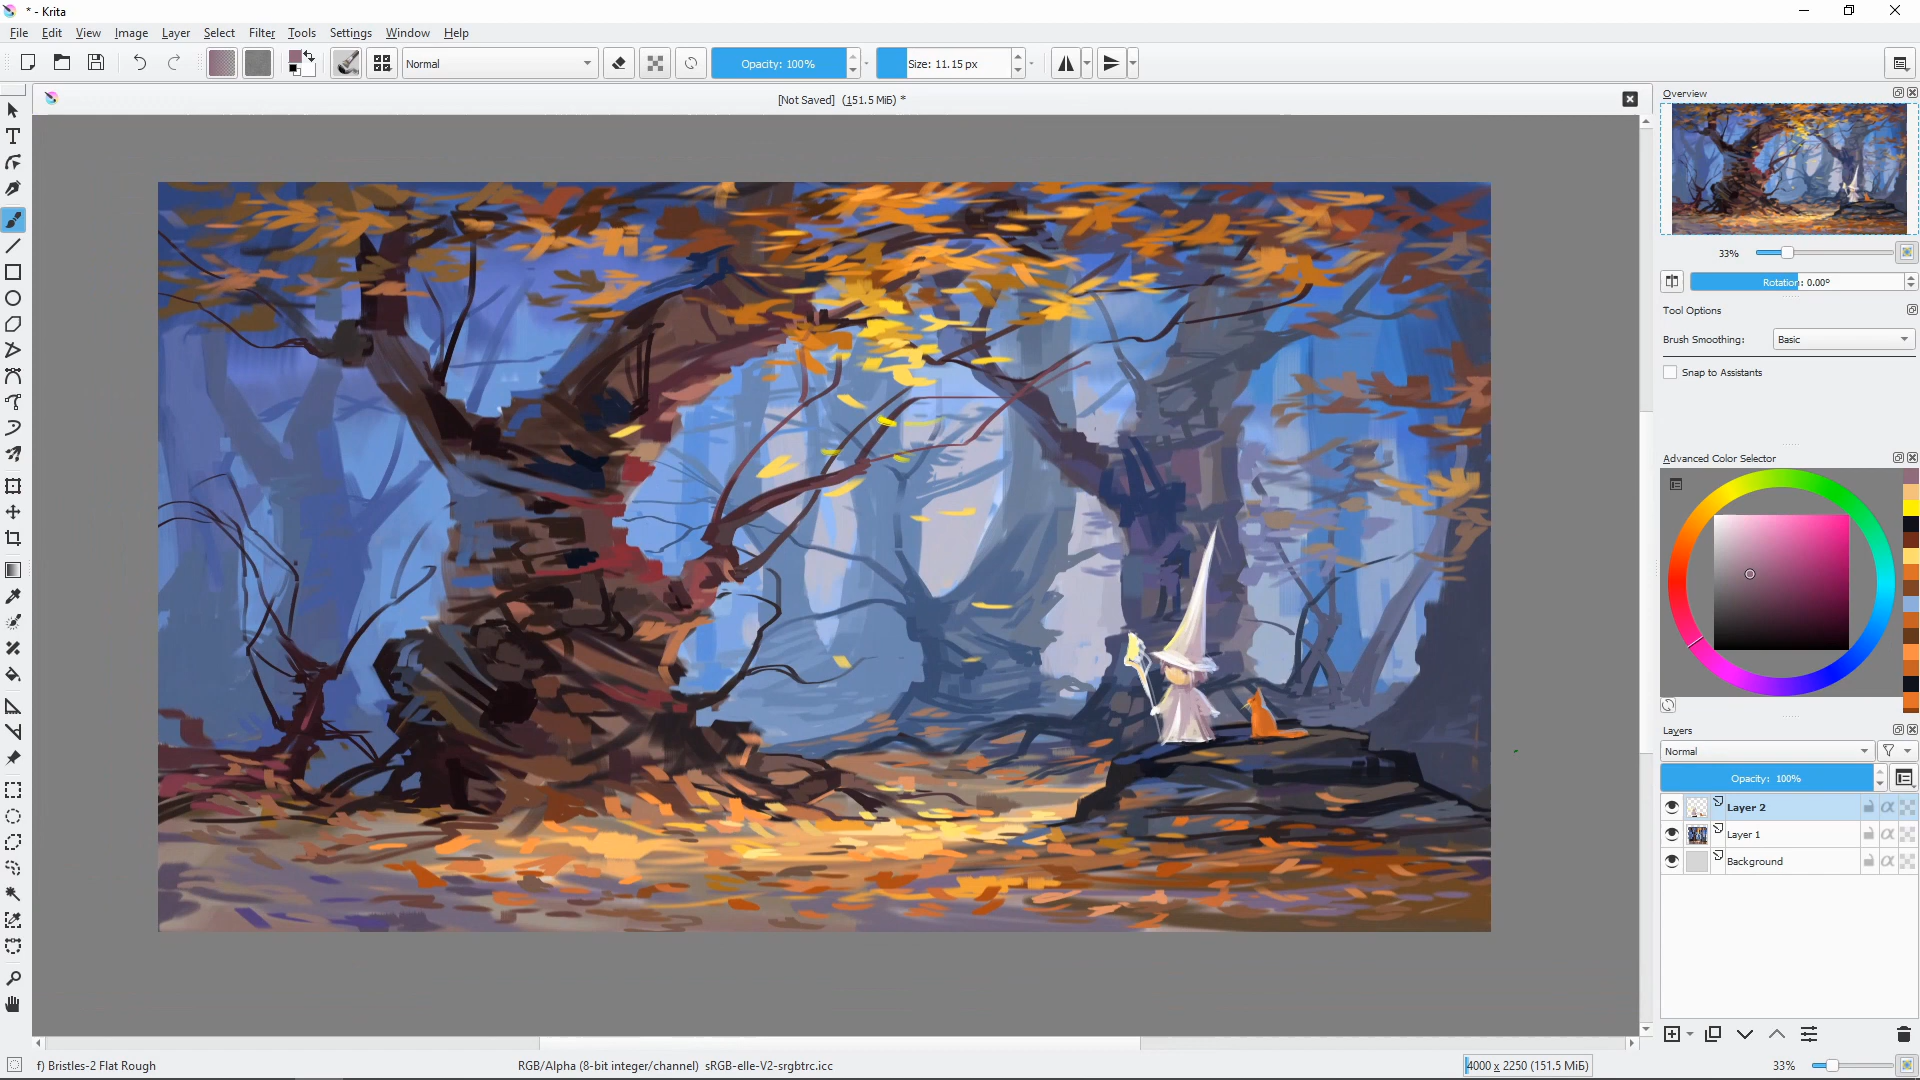 * - Krita
File Edit View Image Layer Select Filter Tools Settings Window Help
Normal
Opacity: 100%
Size: 11.15 px
[Not Saved] (151.5 MiB) *
Overview
33%
Rotation: 0.00°
Tool Options
Brush Smoothing: Basic
Snap to Assistants
Advanced Color Selector
Layers
Normal
Opacity: 100%
Layer 2
Layer 1
Background
f) Bristles-2 Flat Rough
RGB/Alpha (8-bit integer/channel) sRGB-elle-V2-srgbtrc.icc
4000 x 2250 (151.5 MiB)
33%